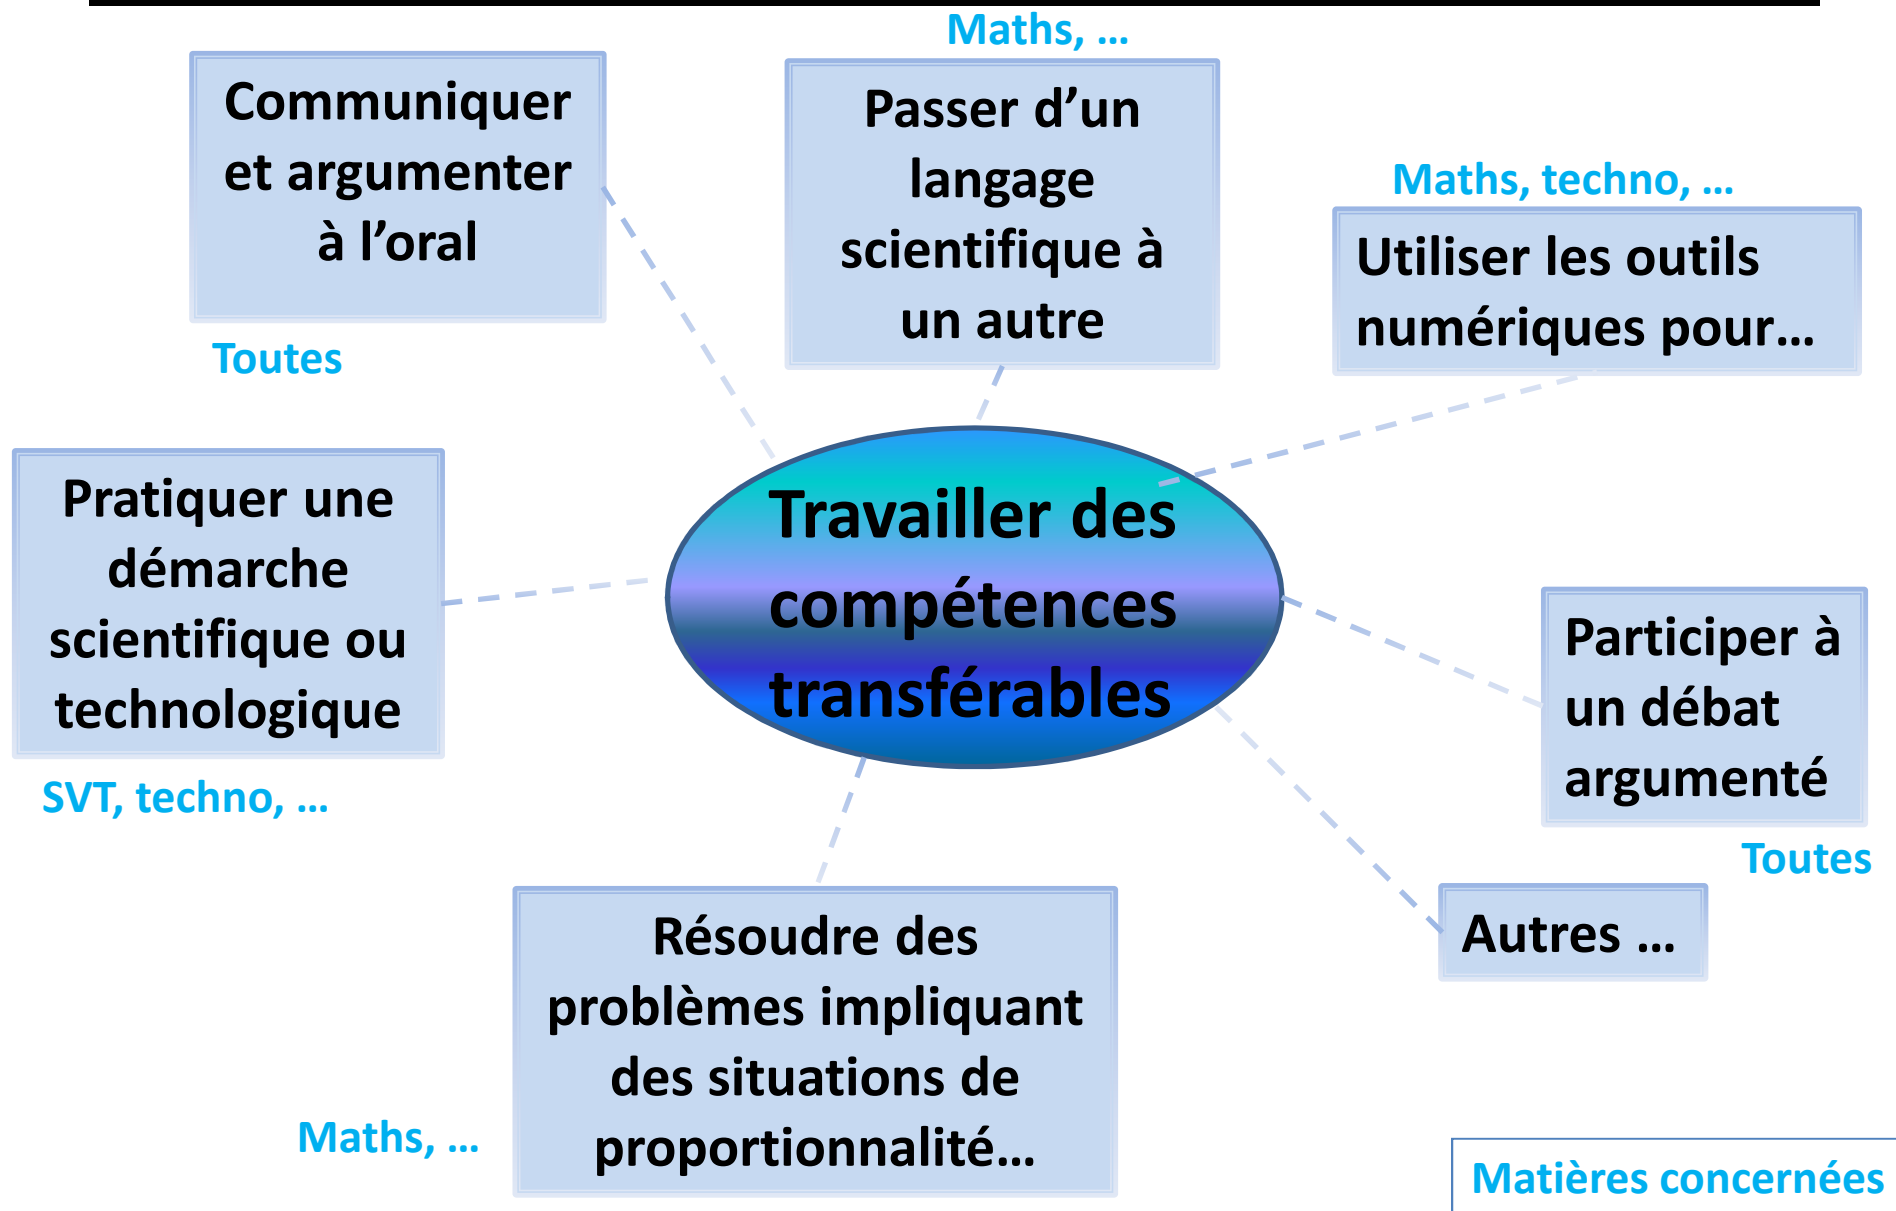 Maths, …
Communiquer
et argumenter
à l’oral
Toutes
Passer d’un
langage
scientifique à
un autre
Maths, techno, …
Utiliser les outils
numériques pour…
Pratiquer une
démarche
scientifique ou
technologique
SVT, techno, …
Travailler des
compétences
transférables
Participer à
un débat
argumenté
Toutes
Autres …
Résoudre des
problèmes impliquant
des situations de
proportionnalité…
Maths, …
Matières concernées